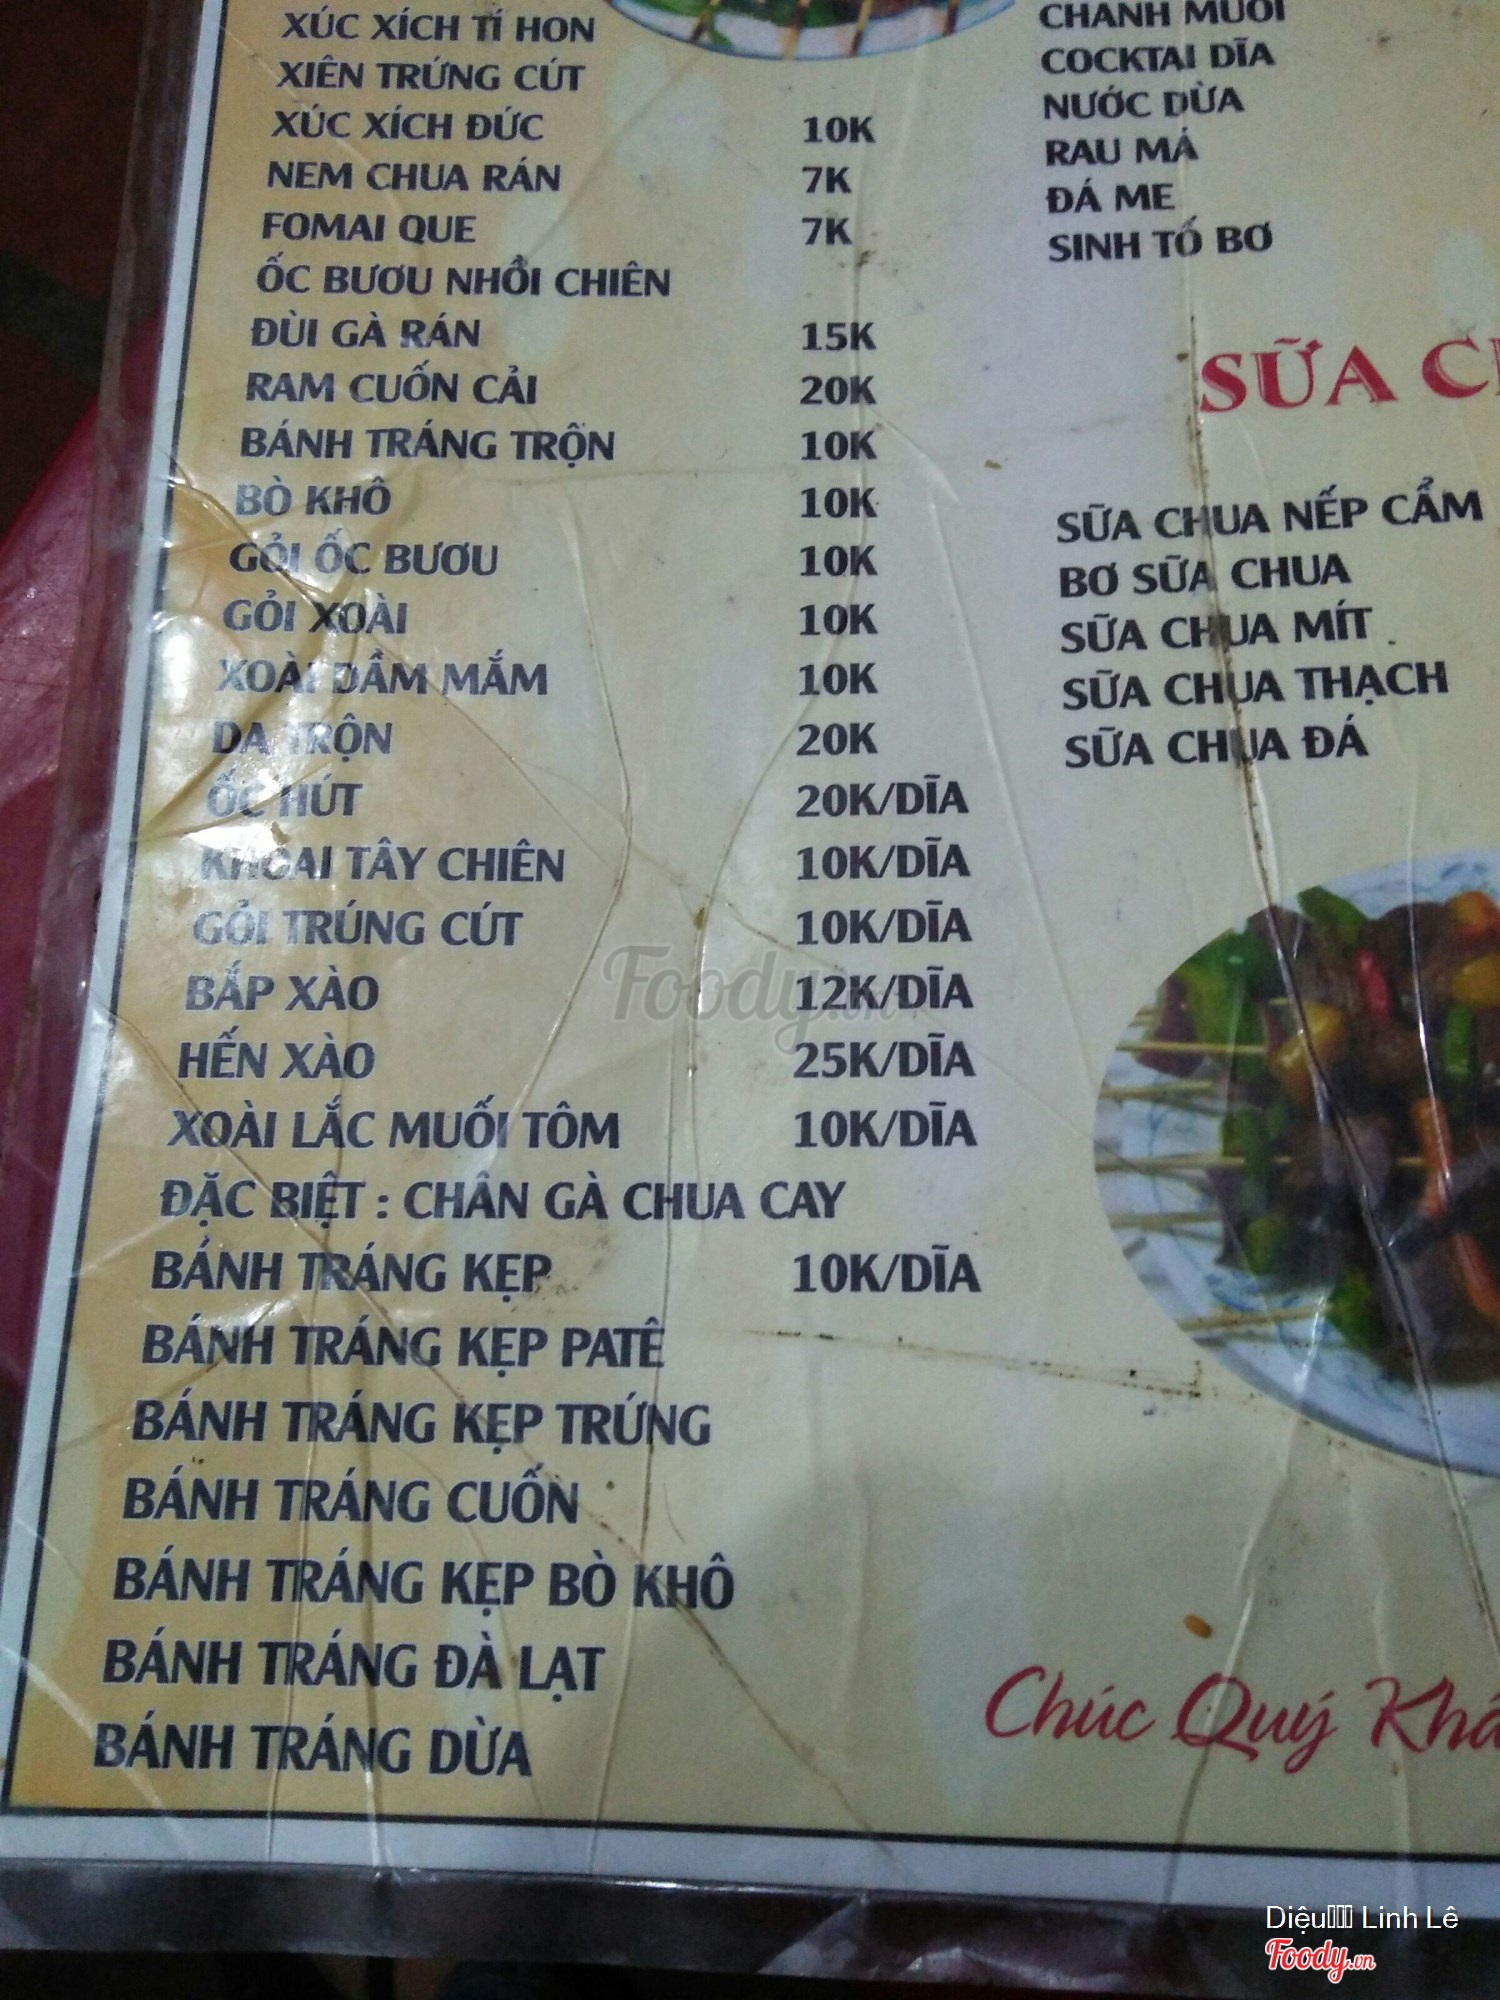 XÚC XÍCH TÍ HON
XIÊN TRỨNG CÚT
XÚC XÍCH ĐỨC 10K
NEM CHUA RÁN 7K
FOMAI QUE 7K
ỐC BƯƠU NHỒI CHIÊN
ĐÙI GÀ RÁN 15K
RAM CUỐN CẢI 20K
BÁNH TRÁNG TRỘN 10K
BÒ KHÔ 10K
GỎI ỐC BƯƠU 10K
GỎI XOÀI 10K
XOÀI DẦM MẮM 10K
DA TRỘN 20K
ỐC HÚT 20K/DĨA
KHOAI TÂY CHIÊN 10K/DĨA
GỎI TRÚNG CÚT 10K/DĨA
BẮP XÀO 12K/DĨA
HẾN XÀO 25K/DĨA
XOÀI LẮC MUỐI TÔM 10K/DĨA
ĐẶC BIỆT : CHÂN GÀ CHUA CAY
BÁNH TRÁNG KẸP 10K/DĨA
BÁNH TRÁNG KẸP PATÊ
BÁNH TRÁNG KẸP TRỨNG
BÁNH TRÁNG CUỐN
BÁNH TRÁNG KẸP BÒ KHÔ
BÁNH TRÁNG ĐÀ LẠT
BÁNH TRÁNG DỪA
CHANH MUỐI
COCKTAI DĨA
NƯỚC DỪA
RAU MÁ
ĐÁ ME
SINH TỐ BƠ
SỮA
SỮA CHUA NẾP CẨM
BƠ SỮA CHUA
SỮA CHUA MÍT
SỮA CHUA THẠCH
SỮA CHUA ĐÁ
Chúc Quý
Foody.vn
Diệu Linh Lê
Foody.vn